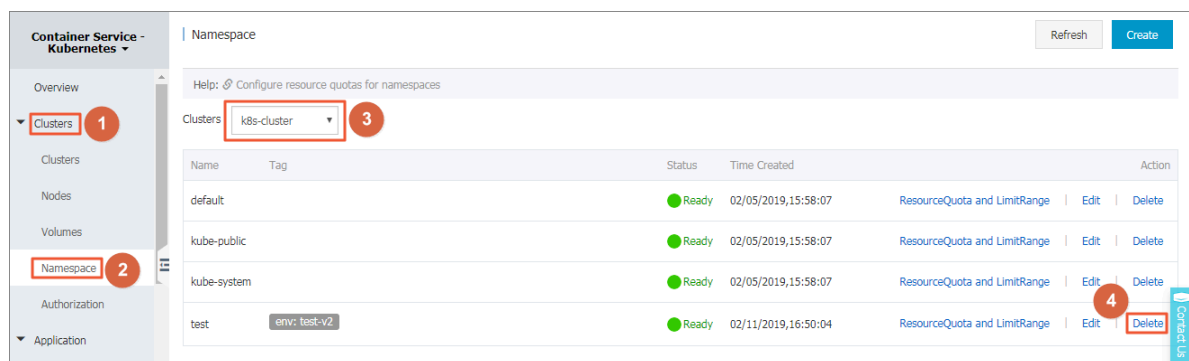 Container Service -
Kubernetes
Namespace
Refresh
Create
Overview
Help: Configure resource quotas for namespaces
Clusters
1
Clusters k8s-cluster
3
Clusters
Name Tag Status Time Created Action
Nodes
default Ready 02/05/2019,15:58:07 ResourceQuota and LimitRange | Edit | Delete
Volumes
kube-public Ready 02/05/2019,15:58:07 ResourceQuota and LimitRange | Edit | Delete
Namespace
2
kube-system Ready 02/05/2019,15:58:07 ResourceQuota and LimitRange | Edit | Delete
Authorization
4
test env: test-v2 Ready 02/11/2019,16:50:04 ResourceQuota and LimitRange | Edit | Delete
Application
Contact Us